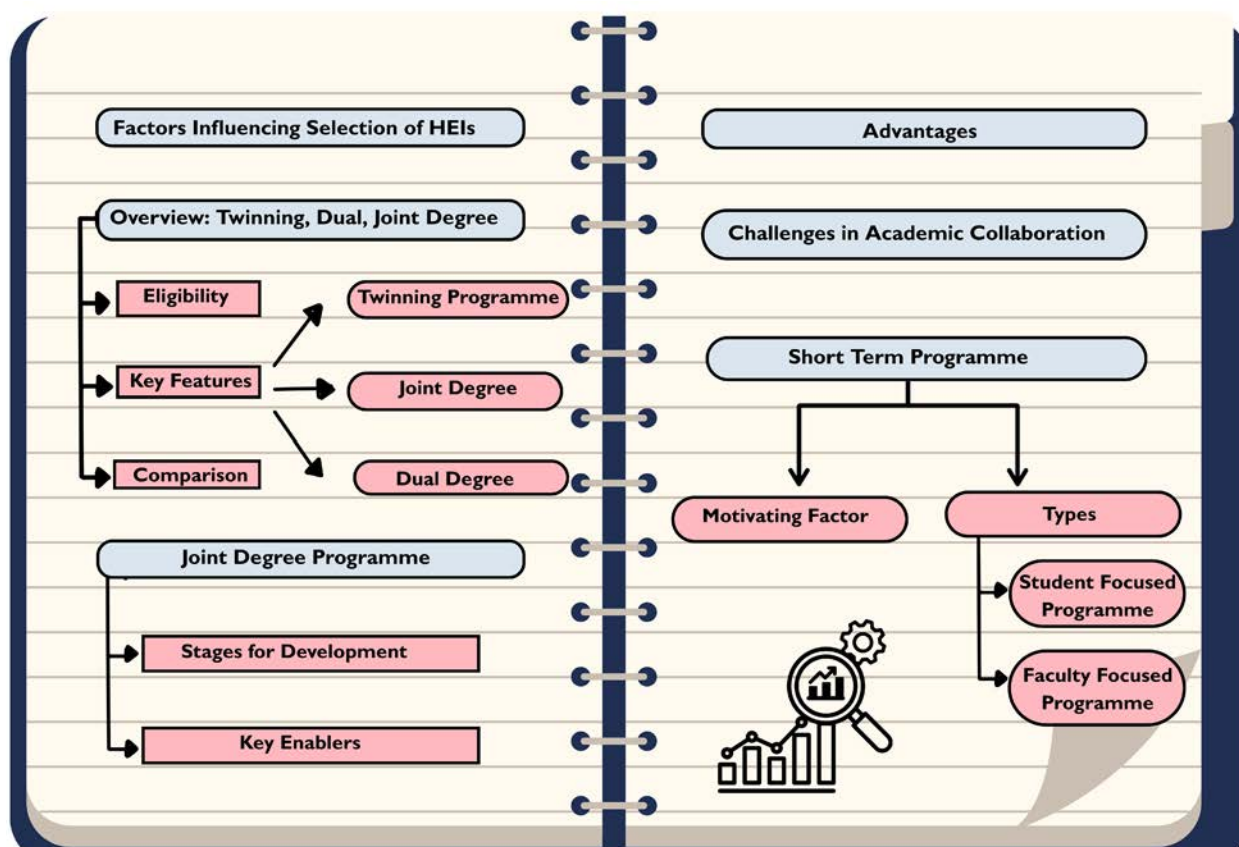 Factors Influencing Selection of HEIs
Overview: Twinning, Dual, Joint Degree
Eligibility
Twinning Programme
Key Features
Joint Degree
Comparison
Dual Degree
Joint Degree Programme
Stages for Development
Key Enablers
Advantages
Challenges in Academic Collaboration
Short Term Programme
Motivating Factor
Types
Student Focused
Programme
Faculty Focused
Programme